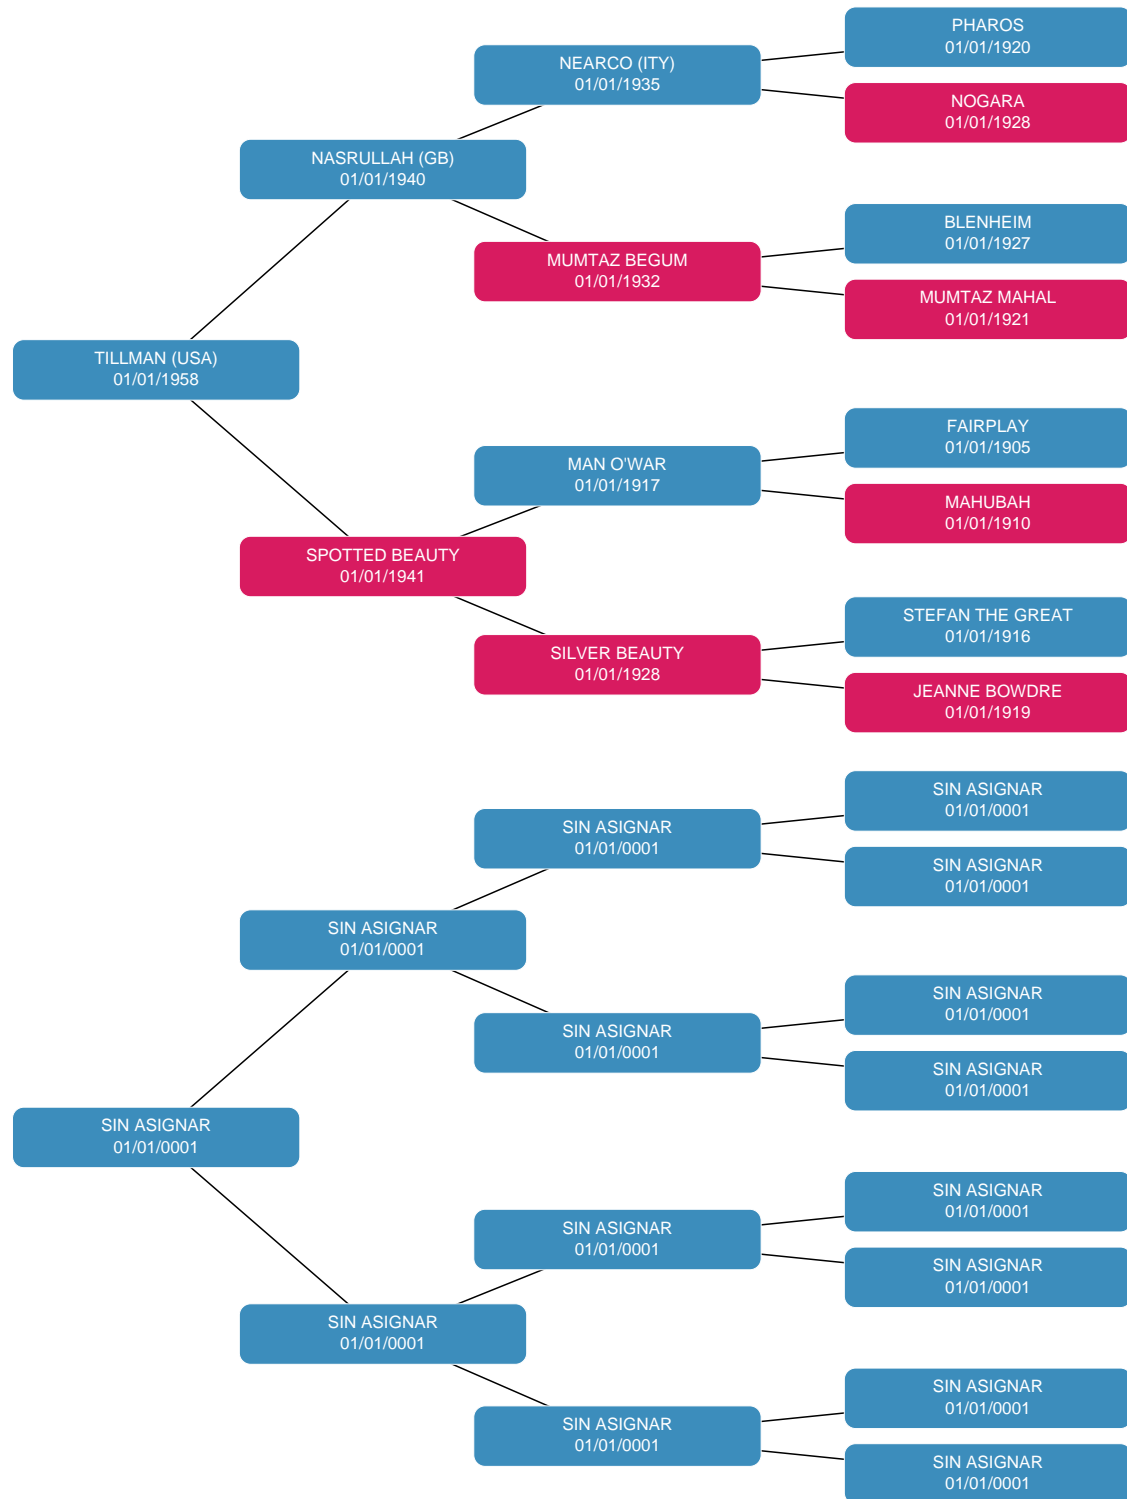 PHAROS
01/01/1920
NEARCO (ITY)
01/01/1935
NOGARA
01/01/1928
NASRULLAH (GB)
01/01/1940
BLENHEIM
01/01/1927
MUMTAZ BEGUM
01/01/1932
MUMTAZ MAHAL
01/01/1921
TILLMAN (USA)
01/01/1958
FAIRPLAY
01/01/1905
MAN O'WAR
01/01/1917
MAHUBAH
01/01/1910
SPOTTED BEAUTY
01/01/1941
STEFAN THE GREAT
01/01/1916
SILVER BEAUTY
01/01/1928
JEANNE BOWDRE
01/01/1919
SIN ASIGNAR
01/01/0001
SIN ASIGNAR
01/01/0001
SIN ASIGNAR
01/01/0001
SIN ASIGNAR
01/01/0001
SIN ASIGNAR
01/01/0001
SIN ASIGNAR
01/01/0001
SIN ASIGNAR
01/01/0001
SIN ASIGNAR
01/01/0001
SIN ASIGNAR
01/01/0001
SIN ASIGNAR
01/01/0001
SIN ASIGNAR
01/01/0001
SIN ASIGNAR
01/01/0001
SIN ASIGNAR
01/01/0001
SIN ASIGNAR
01/01/0001
SIN ASIGNAR
01/01/0001